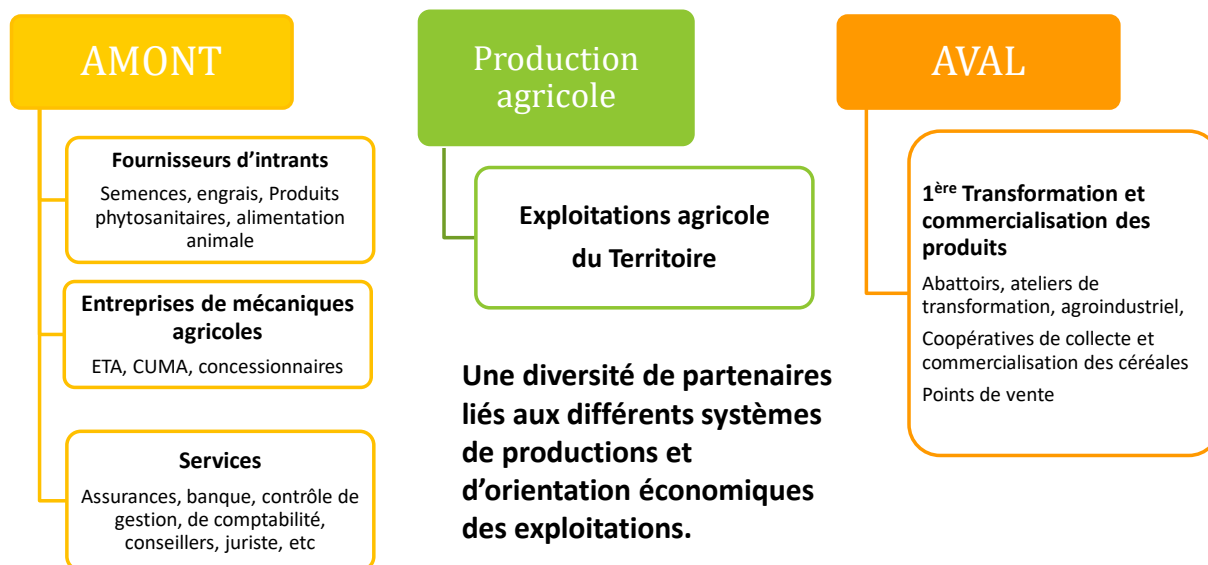 AMONT
Fournisseurs d’intrants
Semences, engrais, Produits
phytosanitaires, alimentation
animale
Entreprises de mécaniques
agricoles
ETA, CUMA, concessionnaires
Services
Assurances, banque, contrôle de
gestion, de comptabilité,
conseillers, juriste, etc
Production
agricole
Exploitations agricole
du Territoire
Une diversité de partenaires
liés aux différents systèmes
de productions et
d’orientation économiques
des exploitations.
AVAL
1ère Transformation et
commercialisation des
produits
Abattoirs, ateliers de
transformation, agroindustriel,
Coopératives de collecte et
commercialisation des céréales
Points de vente